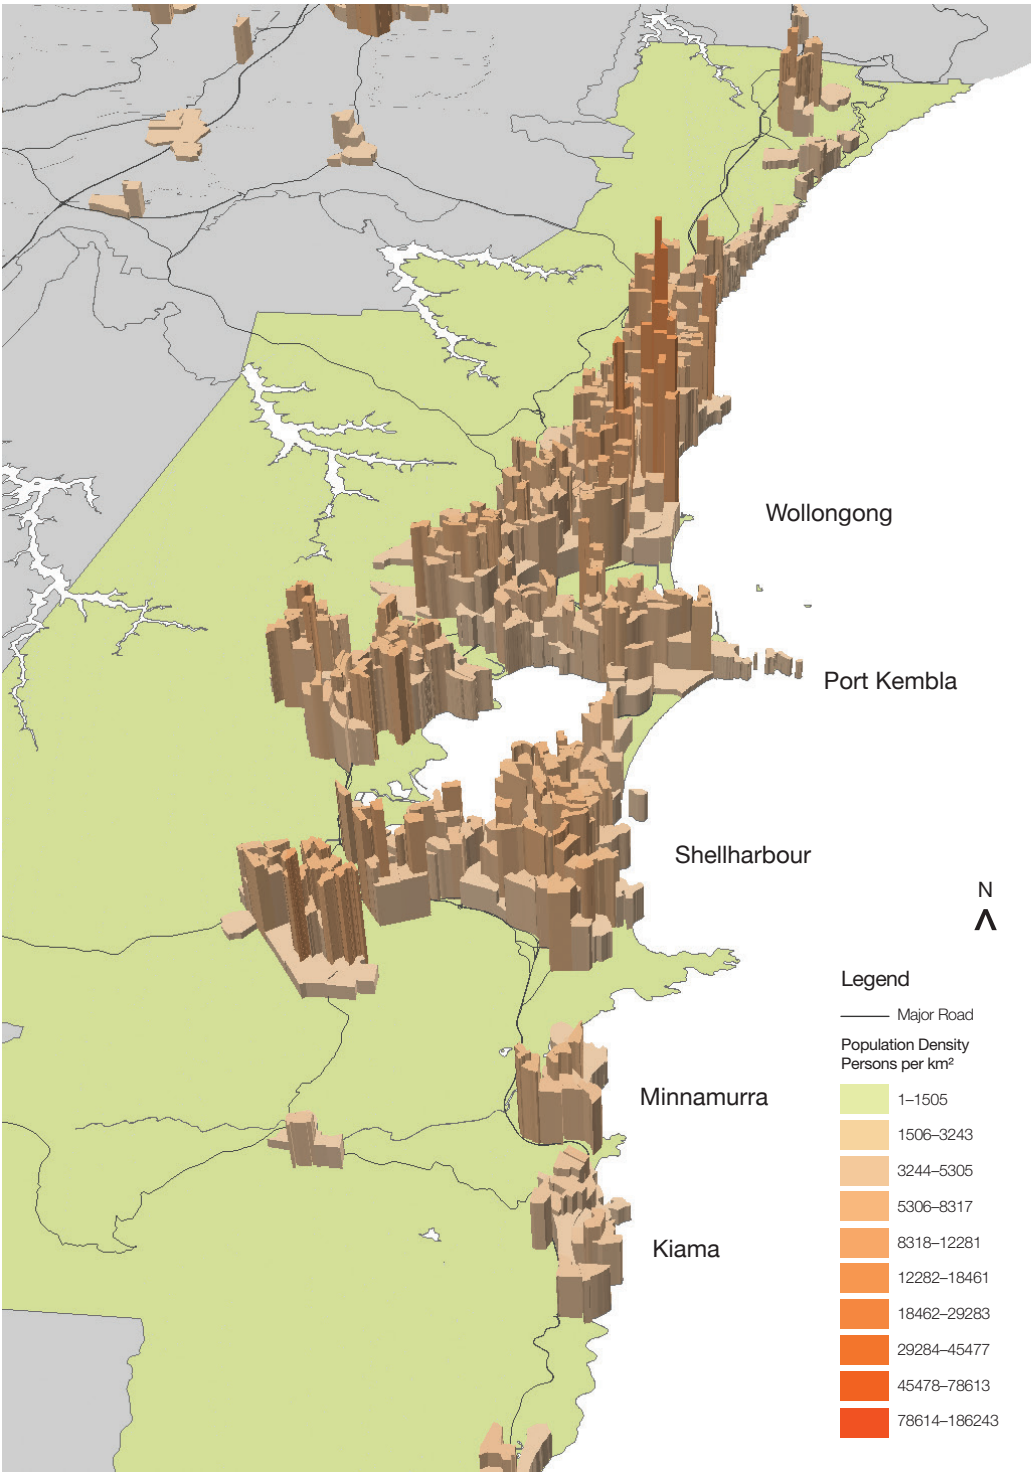 Wollongong
Port Kembla
Shellharbour
N
Legend
Major Road
Population Density
Persons per km²
1–1505
1506–3243
3244–5305
5306–8317
8318–12281
12282–18461
18462–29283
29284–45477
45478–78613
78614–186243
Minnamurra
Kiama